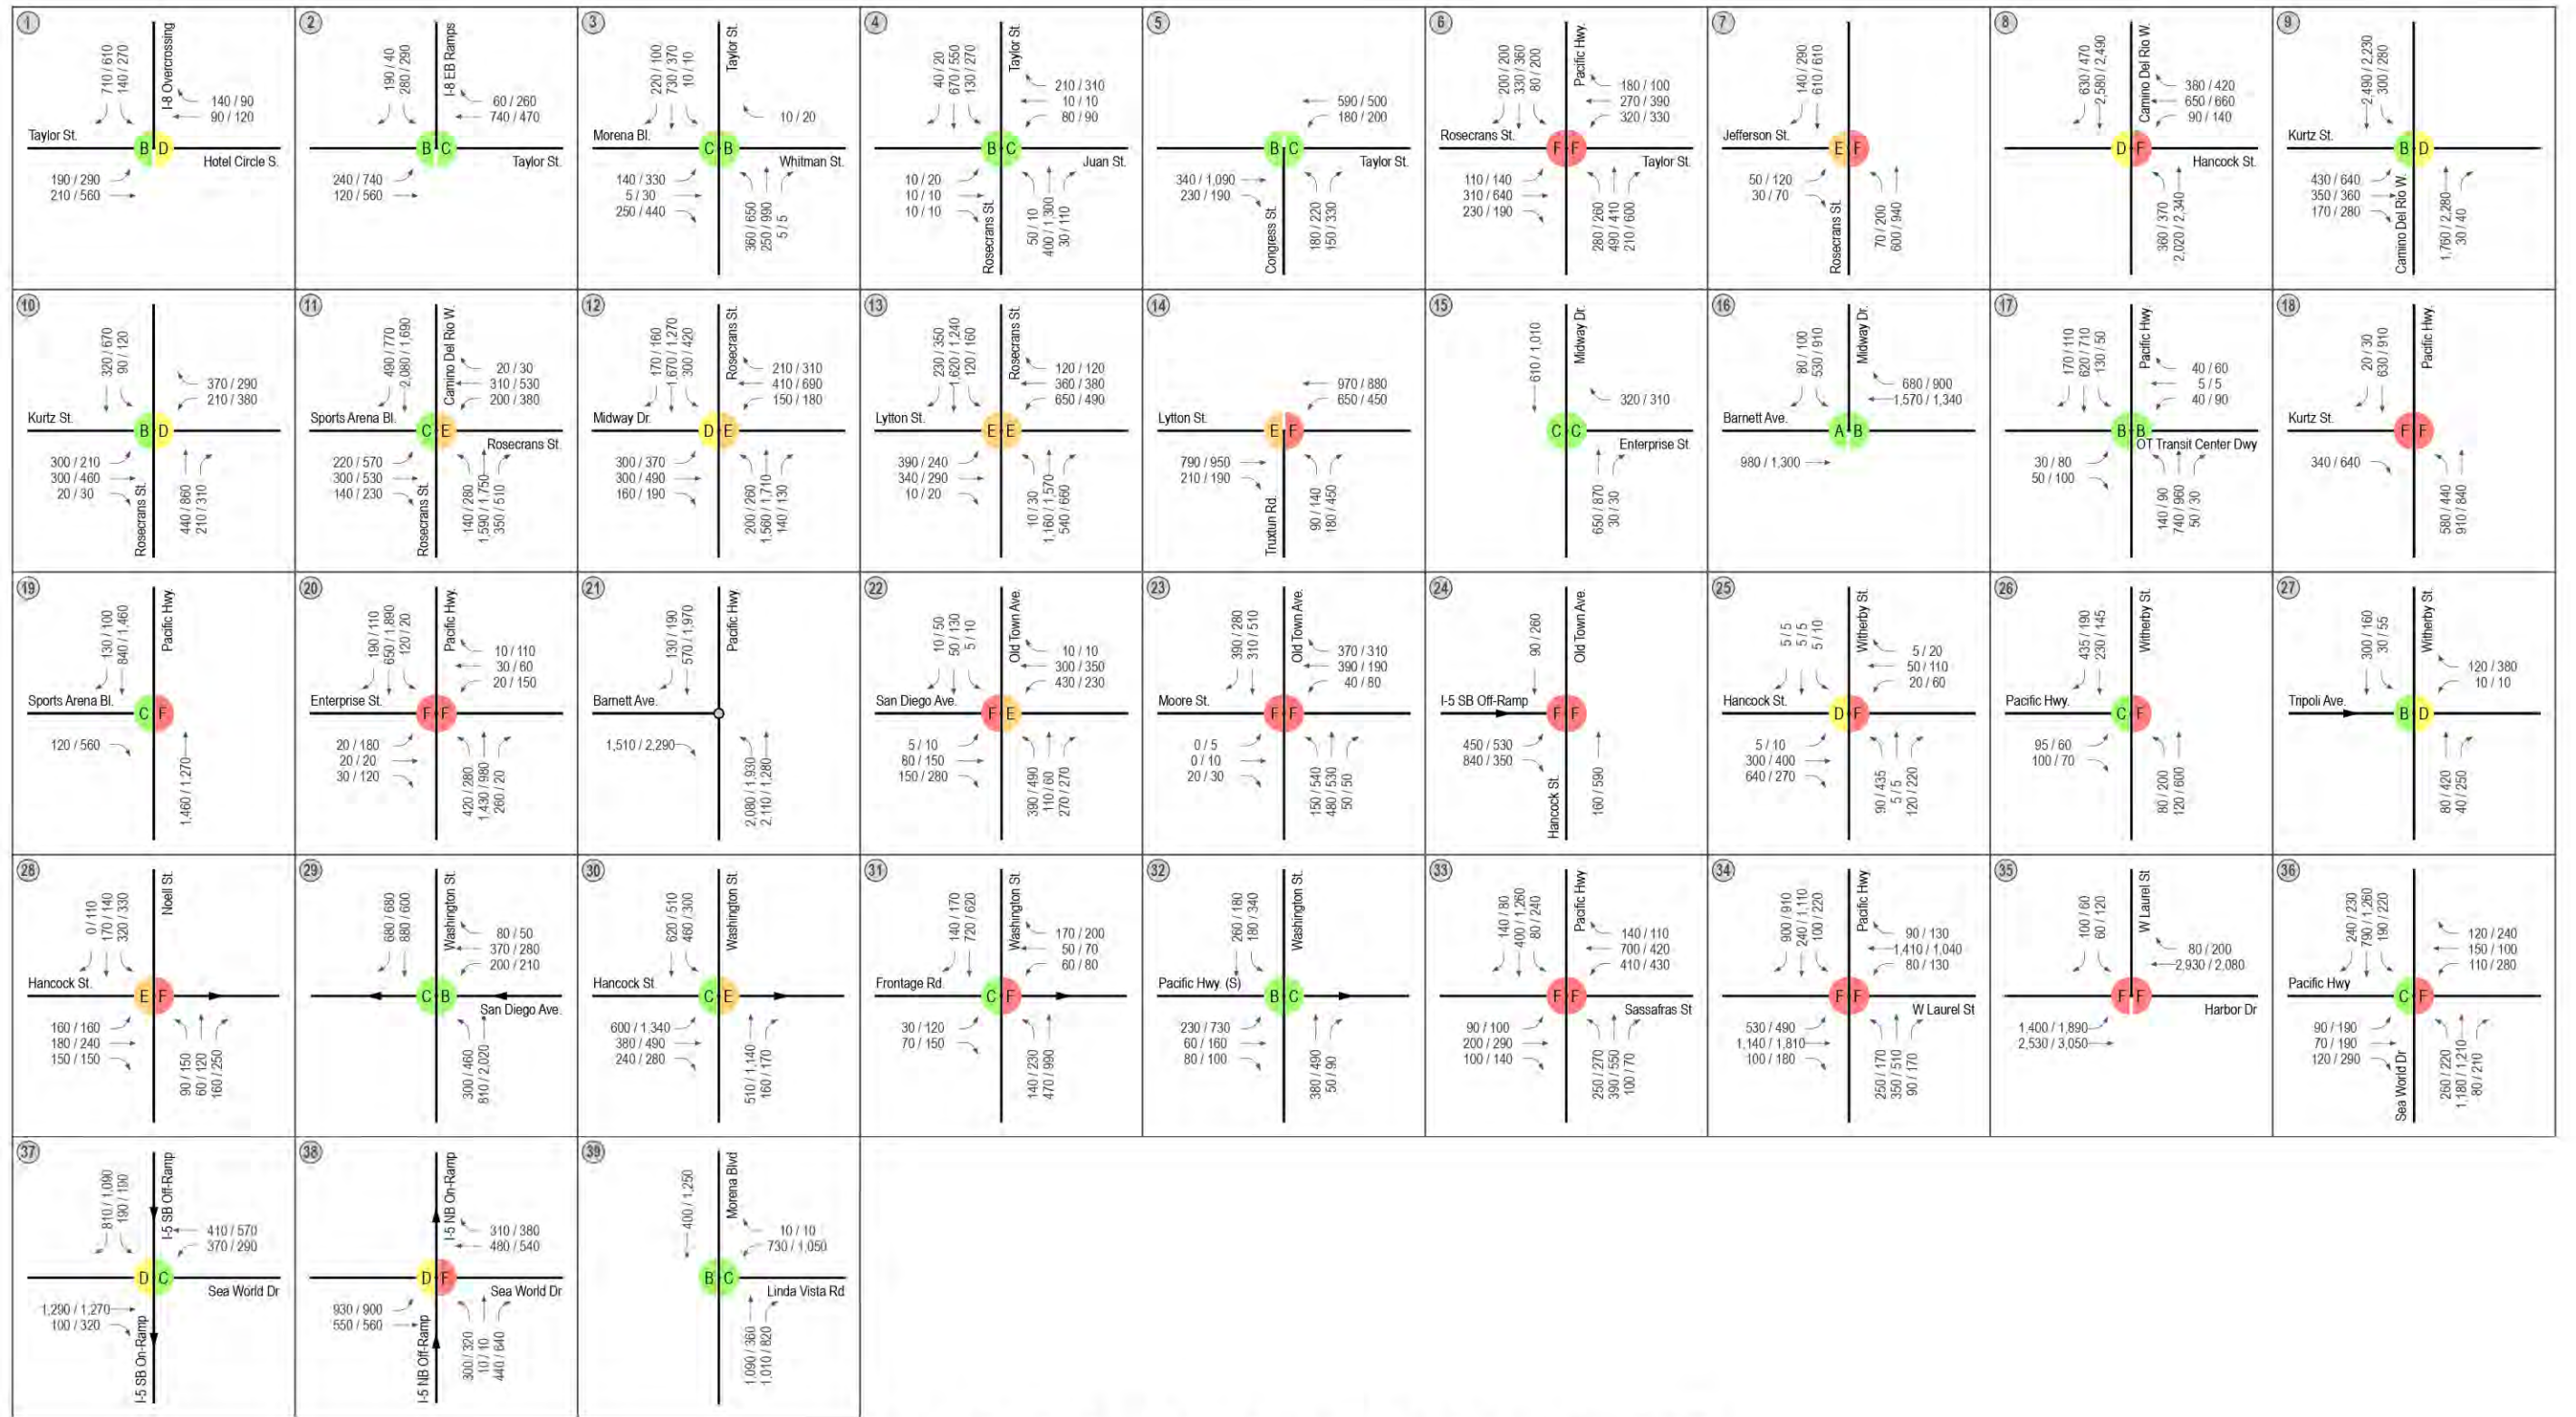 1
710 / 610
140 / 270
I-8 Overcrossing
140 / 90
90 / 120
Taylor St.
B D
Hotel Circle S.
190 / 290
210 / 560
2
190 / 40
280 / 290
I-8 EB Ramps
60 / 260
740 / 470
B C
Taylor St.
240 / 740
120 / 560
3
220 / 100
730 / 370
10 / 10
Taylor St.
10 / 20
Morena Bl.
C B
Whitman St.
140 / 330
5 / 30
250 / 440
360 / 650
250 / 990
5 / 5
4
40 / 20
670 / 550
130 / 270
Taylor St.
210 / 310
10 / 10
80 / 90
B C
Juan St.
10 / 20
10 / 10
10 / 10
Rosecrans St.
50 / 10
400 / 1,300
30 / 110
5
590 / 500
180 / 200
B C
Taylor St.
340 / 1,090
230 / 190
Congress St.
180 / 220
150 / 330
6
200 / 200
330 / 360
80 / 200
Pacific Hwy.
180 / 100
270 / 390
320 / 330
Rosecrans St.
F F
Taylor St.
110 / 140
310 / 640
230 / 190
280 / 260
490 / 410
210 / 600
7
140 / 290
610 / 610
Jefferson St.
E F
50 / 120
30 / 70
Rosecrans St.
70 / 200
600 / 940
8
630 / 470
2,580 / 2,490
Camino Del Rio W.
380 / 420
650 / 660
90 / 140
D F
Hancock St.
360 / 370
2,020 / 2,340
9
2,490 / 2,230
300 / 280
Kurtz St.
B D
430 / 640
350 / 360
170 / 280
Camino Del Rio W.
1,760 / 2,280
30 / 40
10
320 / 670
90 / 120
370 / 290
210 / 380
Kurtz St.
B D
300 / 210
300 / 460
20 / 30
Rosecrans St.
440 / 860
210 / 310
11
490 / 770
2,080 / 1,690
Camino Del Rio W.
20 / 30
310 / 530
200 / 380
Sports Arena Bl.
C E
Rosecrans St.
220 / 570
300 / 530
140 / 230
Rosecrans St.
140 / 280
1,590 / 1,750
350 / 510
12
170 / 160
1,670 / 1,270
300 / 420
Rosecrans St.
210 / 310
410 / 690
150 / 180
Midway Dr.
D E
300 / 370
300 / 490
160 / 190
200 / 260
1,560 / 1,710
140 / 130
13
230 / 350
1,620 / 1,240
120 / 160
Rosecrans St.
120 / 120
360 / 380
650 / 490
Lytton St.
E E
390 / 240
340 / 290
10 / 20
10 / 30
1,160 / 1,570
540 / 660
14
970 / 880
650 / 450
Lytton St.
E F
790 / 950
210 / 190
Truxtun Rd.
90 / 140
180 / 450
15
610 / 1,010
Midway Dr.
320 / 310
C C
Enterprise St.
650 / 870
30 / 30
16
80 / 100
530 / 910
Midway Dr.
680 / 900
1,570 / 1,340
Barnett Ave.
A B
980 / 1,300
17
170 / 110
620 / 710
130 / 50
Pacific Hwy.
40 / 60
5 / 5
40 / 90
B B
OT Transit Center Dwy
30 / 80
50 / 100
140 / 90
740 / 960
50 / 30
18
20 / 30
630 / 910
Pacific Hwy.
Kurtz St.
F F
340 / 640
580 / 440
910 / 840
19
130 / 100
840 / 1,460
Pacific Hwy.
Sports Arena Bl.
C F
120 / 560
1,460 / 1,270
20
190 / 110
650 / 1,890
120 / 20
Pacific Hwy.
10 / 110
30 / 60
20 / 150
Enterprise St.
F F
20 / 180
20 / 20
30 / 120
420 / 280
1,430 / 980
260 / 20
21
130 / 190
570 / 1,970
Pacific Hwy.
Barnett Ave.
1,510 / 2,290
2,080 / 1,930
2,110 / 1,280
22
10 / 50
50 / 130
5 / 10
Old Town Ave.
10 / 10
300 / 350
430 / 230
San Diego Ave.
F E
5 / 10
60 / 150
150 / 280
390 / 490
110 / 60
270 / 270
23
390 / 280
310 / 510
Old Town Ave.
370 / 310
390 / 190
40 / 80
Moore St.
F F
0 / 5
0 / 10
20 / 30
150 / 540
480 / 530
50 / 50
24
90 / 260
Old Town Ave.
I-5 SB Off-Ramp
F F
450 / 530
840 / 350
Hancock St.
160 / 590
25
5 / 5
5 / 5
5 / 10
Witherby St.
5 / 20
50 / 110
20 / 60
Hancock St.
D F
5 / 10
300 / 400
640 / 270
90 / 435
5 / 5
120 / 220
26
435 / 190
230 / 145
Witherby St.
Pacific Hwy.
C F
95 / 60
100 / 70
80 / 200
120 / 600
27
300 / 160
30 / 55
Witherby St.
120 / 380
10 / 10
Tripoli Ave.
B D
80 / 420
40 / 250
28
0 / 110
170 / 140
320 / 330
Noell St.
Hancock St.
E F
160 / 160
180 / 240
150 / 150
90 / 150
60 / 120
160 / 250
29
680 / 680
880 / 600
Washington St.
80 / 50
370 / 280
200 / 210
C B
San Diego Ave.
300 / 460
810 / 2,020
30
620 / 510
460 / 300
Washington St.
Hancock St.
C E
600 / 1,340
380 / 490
240 / 280
510 / 1,140
160 / 170
31
140 / 170
720 / 620
Washington St.
170 / 200
50 / 70
60 / 80
Frontage Rd.
C F
30 / 120
70 / 150
140 / 230
470 / 990
32
260 / 180
180 / 340
Washington St.
Pacific Hwy. (S)
B C
230 / 730
60 / 160
80 / 100
380 / 490
50 / 90
33
140 / 80
400 / 1,260
80 / 240
Pacific Hwy
140 / 110
700 / 420
410 / 430
F F
Sassafras St
90 / 100
200 / 290
100 / 140
250 / 270
390 / 550
100 / 70
34
900 / 910
240 / 1,110
100 / 220
Pacific Hwy
90 / 130
1,410 / 1,040
80 / 130
F F
W Laurel St
530 / 490
1,140 / 1,810
100 / 180
250 / 170
350 / 510
90 / 170
35
100 / 60
60 / 120
W Laurel St
80 / 200
2,930 / 2,080
F F
Harbor Dr
1,400 / 1,890
2,530 / 3,050
36
240 / 230
790 / 1,260
190 / 220
120 / 240
150 / 100
110 / 280
Pacific Hwy
C F
90 / 190
70 / 190
120 / 290
Sea World Dr
260 / 220
1,180 / 1,210
80 / 210
37
810 / 1,090
190 / 190
I-5 SB Off-Ramp
410 / 570
370 / 290
D C
Sea World Dr
1,290 / 1,270
100 / 320
I-5 SB On-Ramp
38
I-5 NB On-Ramp
310 / 380
480 / 540
D F
Sea World Dr
930 / 900
550 / 560
I-5 NB Off-Ramp
300 / 320
10 / 10
440 / 640
39
400 / 1,250
Morena Blvd
10 / 10
730 / 1,050
B C
Linda Vista Rd
1,090 / 360
1,010 / 820